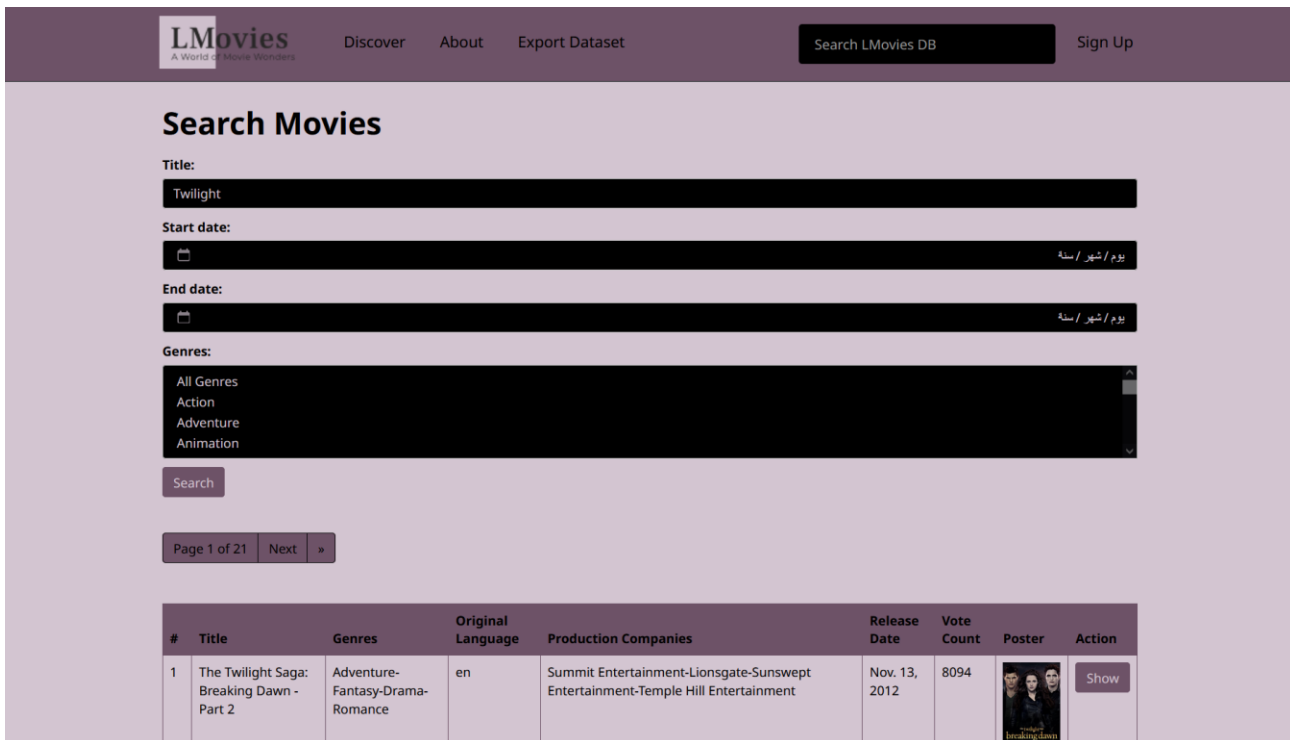 LMovies
A World of Movie Wonders
Discover About Export Dataset Search LMovies DB Sign Up
Search Movies
Title:
Twilight
Start date:
يوم / شهر / سنة
End date:
يوم / شهر / سنة
Genres:
All Genres
Action
Adventure
Animation
Search
Page 1 of 21 Next »
# Title Genres Original Language Production Companies Release Date Vote Count Poster Action
1 The Twilight Saga: Adventure- en Summit Entertainment-Lionsgate-Sunswept Nov. 13, 8094 Show
Breaking Dawn - Fantasy-Drama- Entertainment-Temple Hill Entertainment 2012
Part 2 Romance
breaking dawn